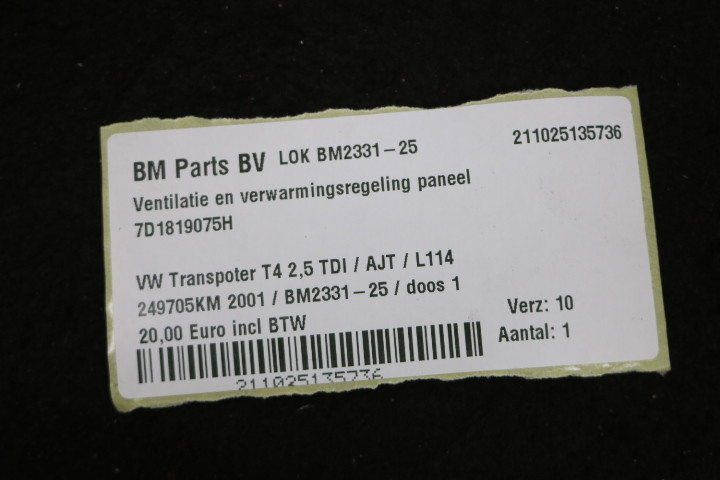 BM Parts BV LOK BM2331-25 211025135736
Ventilatie en verwarmingsregeling paneel
7D1819075H
VW Transpoter T4 2,5 TDI / AJT / L114
249705KM 2001 / BM2331-25 / doos 1
20,00 Euro incl BTW
Verz: 10
Aantal: 1
211025135736